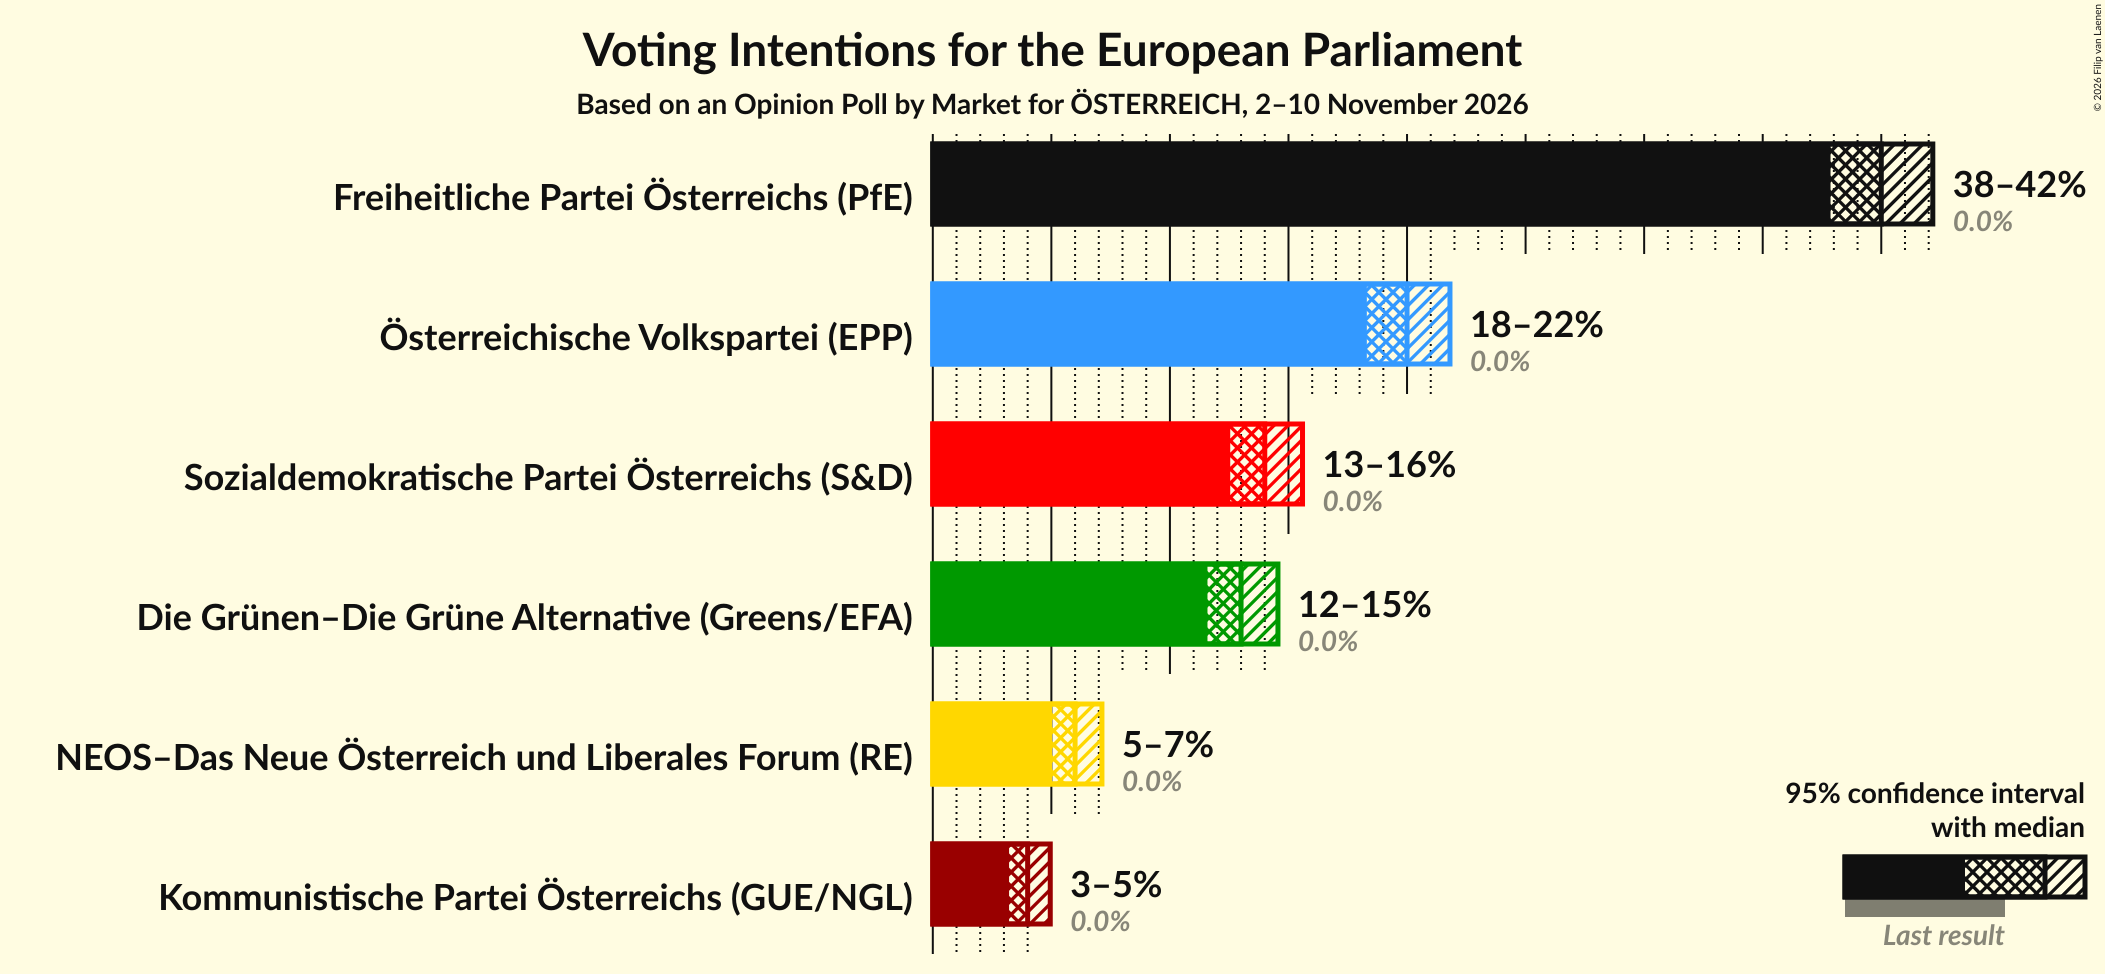 Voting Intentions for the European Parliament
Based on an Opinion Poll by Market for ÖSTERREICH, 2–10 November 2026
© 2026 Filip van Laenen
Freiheitliche Partei Österreichs (PfE)
38–42%
0.0%
Österreichische Volkspartei (EPP)
18–22%
0.0%
Sozialdemokratische Partei Österreichs (S&D)
13–16%
0.0%
Die Grünen–Die Grüne Alternative (Greens/EFA)
12–15%
0.0%
NEOS–Das Neue Österreich und Liberales Forum (RE)
5–7%
0.0%
Kommunistische Partei Österreichs (GUE/NGL)
3–5%
0.0%
95% confidence interval
with median
Last result